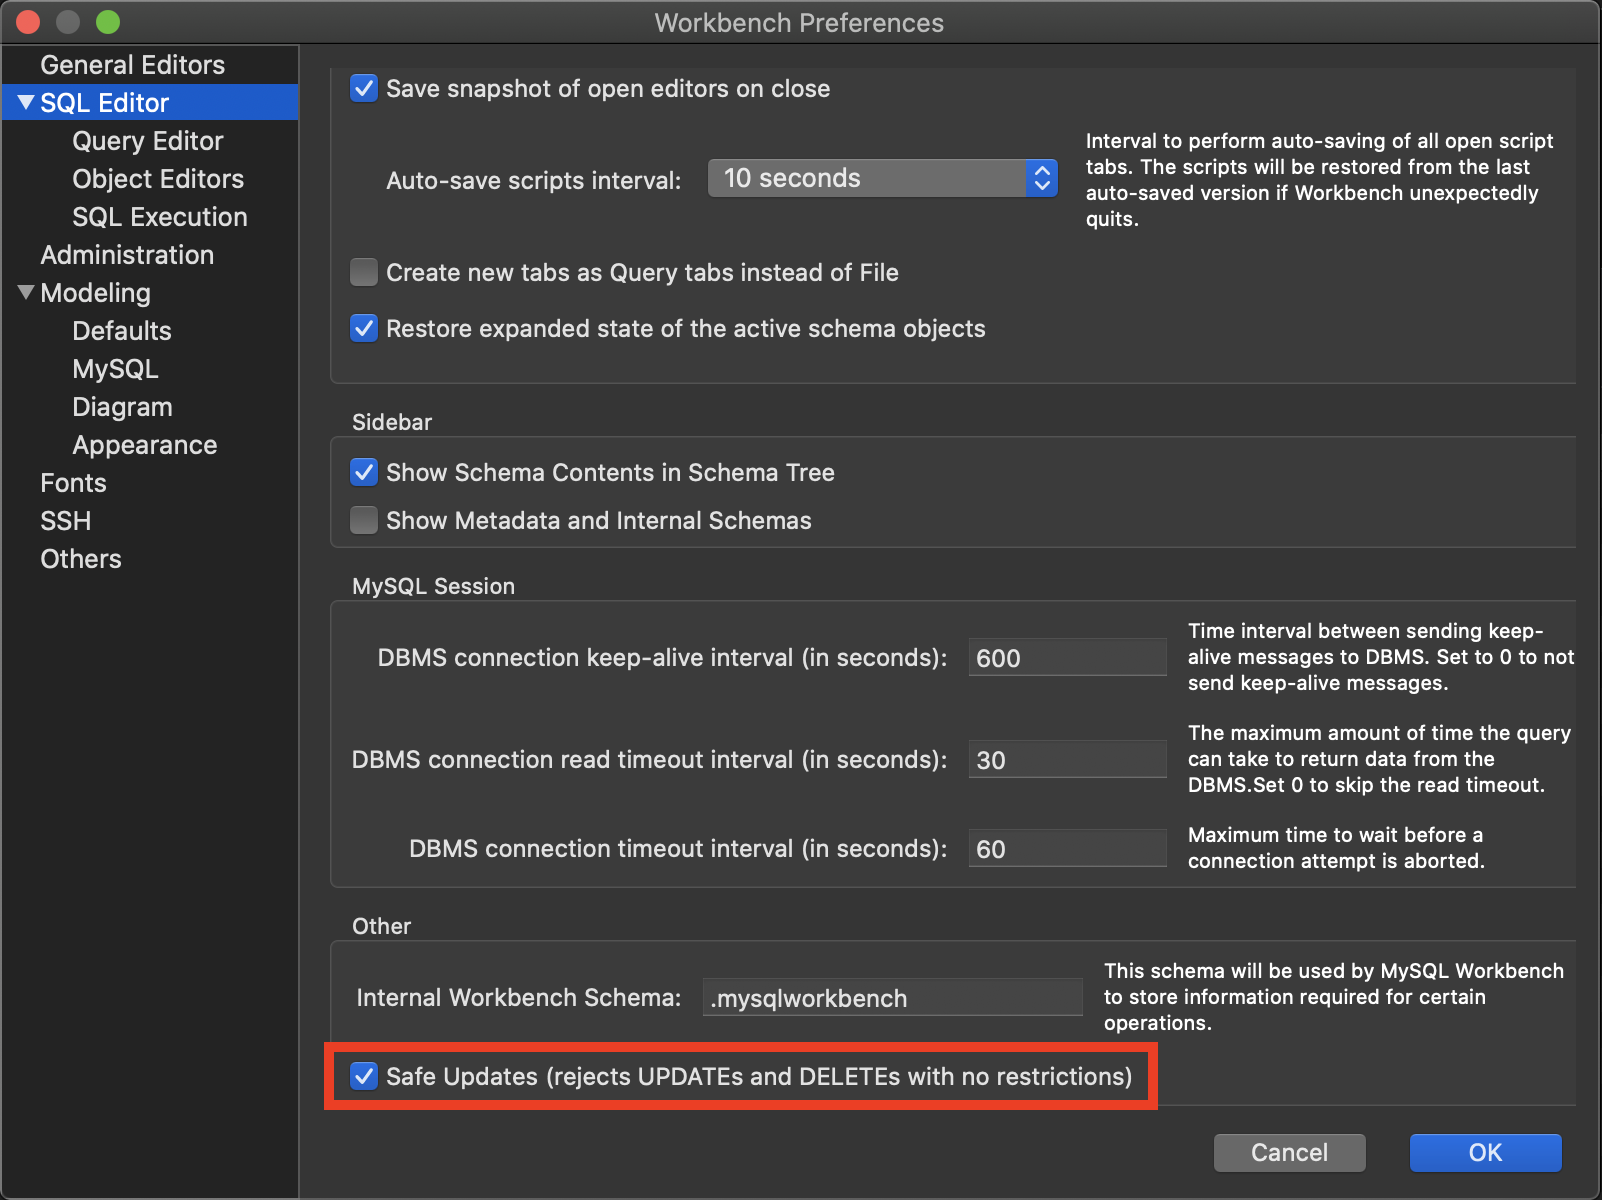 Workbench Preferences
General Editors
SQL Editor
Query Editor
Object Editors
SQL Execution
Administration
Modeling
Defaults
MySQL
Diagram
Appearance
Fonts
SSH
Others
Save snapshot of open editors on close
Auto-save scripts interval:
10 seconds
Interval to perform auto-saving of all open script
tabs. The scripts will be restored from the last
auto-saved version if Workbench unexpectedly
quits.
Create new tabs as Query tabs instead of File
Restore expanded state of the active schema objects
Sidebar
Show Schema Contents in Schema Tree
Show Metadata and Internal Schemas
MySQL Session
DBMS connection keep-alive interval (in seconds):
600
Time interval between sending keep-
alive messages to DBMS. Set to 0 to not
send keep-alive messages.
DBMS connection read timeout interval (in seconds):
30
The maximum amount of time the query
can take to return data from the
DBMS.Set 0 to skip the read timeout.
DBMS connection timeout interval (in seconds):
60
Maximum time to wait before a
connection attempt is aborted.
Other
Internal Workbench Schema:
.mysqlworkbench
This schema will be used by MySQL Workbench
to store information required for certain
operations.
Safe Updates (rejects UPDATEs and DELETEs with no restrictions)
Cancel
OK